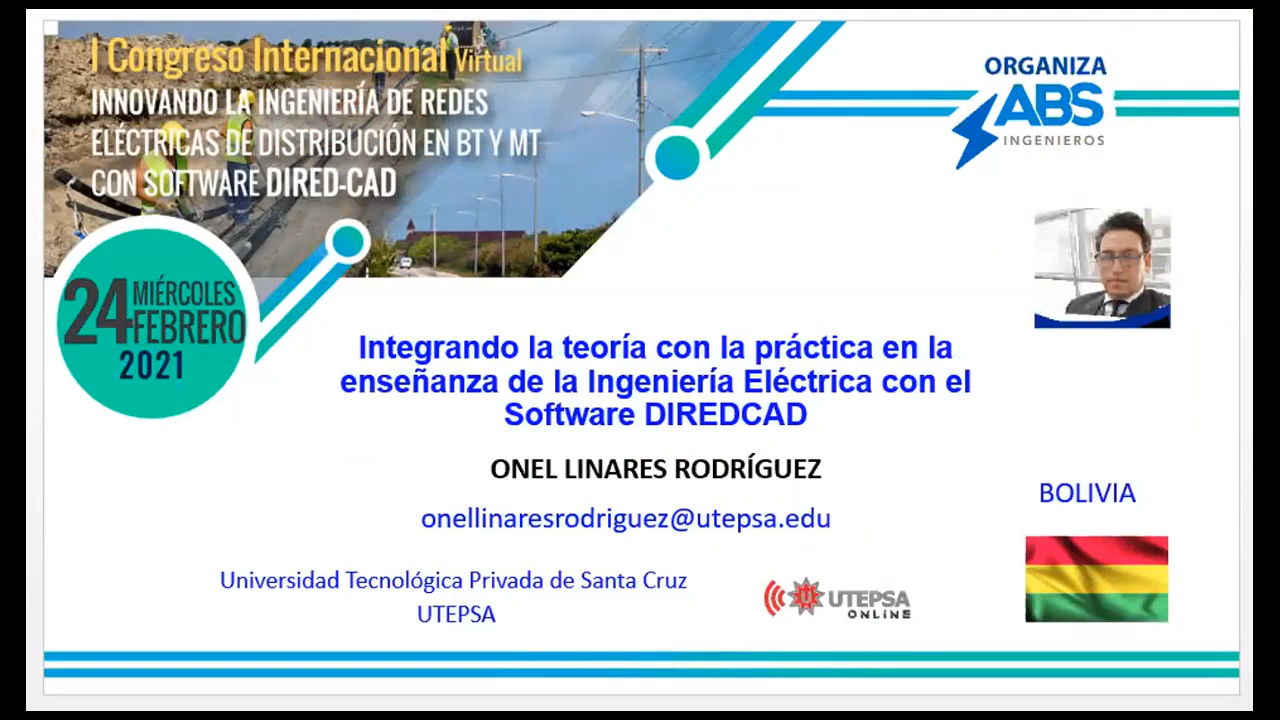 I Congreso Internacional Virtual
INNOVANDO LA INGENIERÍA DE REDES
ELÉCTRICAS DE DISTRIBUCIÓN EN BT Y MT
CON SOFTWARE DIRED-CAD
ORGANIZA
ABS
INGENIEROS
24 MIÉRCOLES
FEBRERO
2021
Integrando la teoría con la práctica en la
enseñanza de la Ingeniería Eléctrica con el
Software DIREDCAD
ONEL LINARES RODRÍGUEZ
onellinaresrodriguez@utepsa.edu
BOLIVIA
Universidad Tecnológica Privada de Santa Cruz
UTEPSA
U UTEPSA
ONLINE